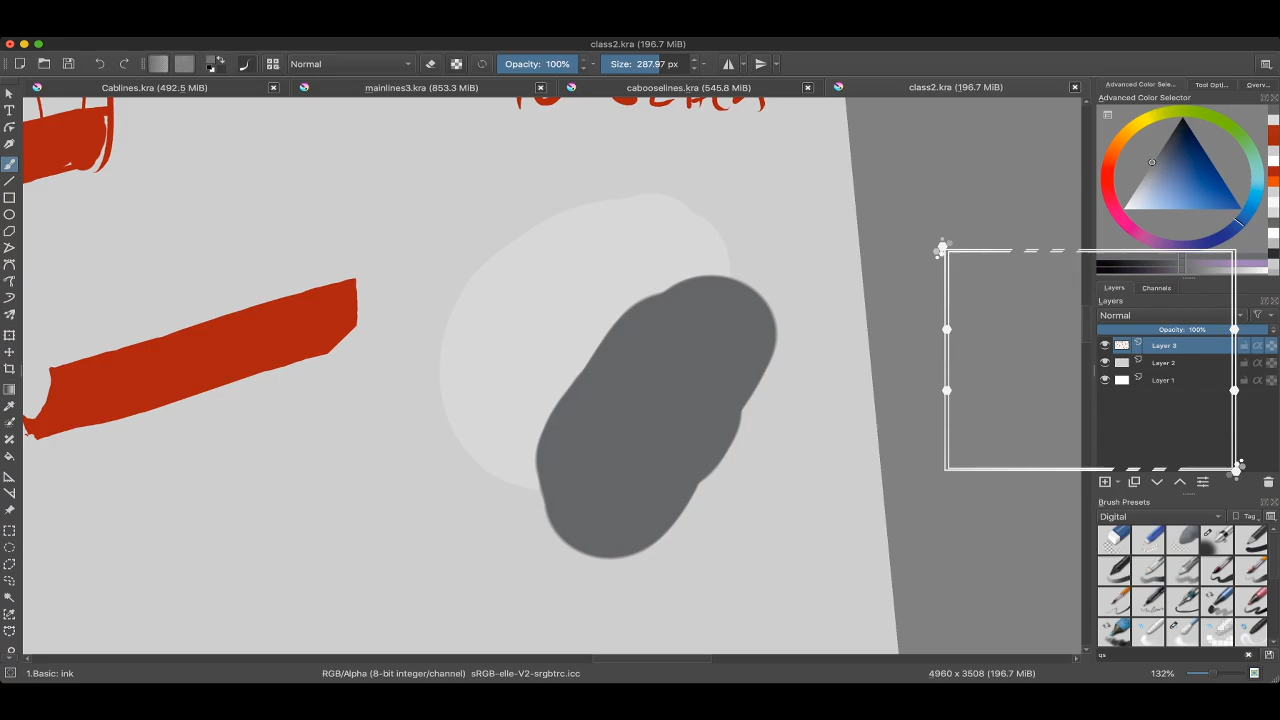 class2.kra (196.7 MiB)
Normal
Opacity: 100%
Size: 287.97 px
Cablines.kra (492.5 MiB)
mainlines3.kra (853.3 MiB)
cabooselines.kra (545.8 MiB)
class2.kra (196.7 MiB)
Advanced Color Sele...
Tool Opti...
Overv...
Advanced Color Selector
Layers
Channels
Layers
Normal
Opacity: 100%
Layer 3
Layer 2
Layer 1
Brush Presets
Digital
Tag
qs
1.Basic: ink
RGB/Alpha (8-bit integer/channel) sRGB-elle-V2-srgbtrc.icc
4960 x 3508 (196.7 MiB)
132%